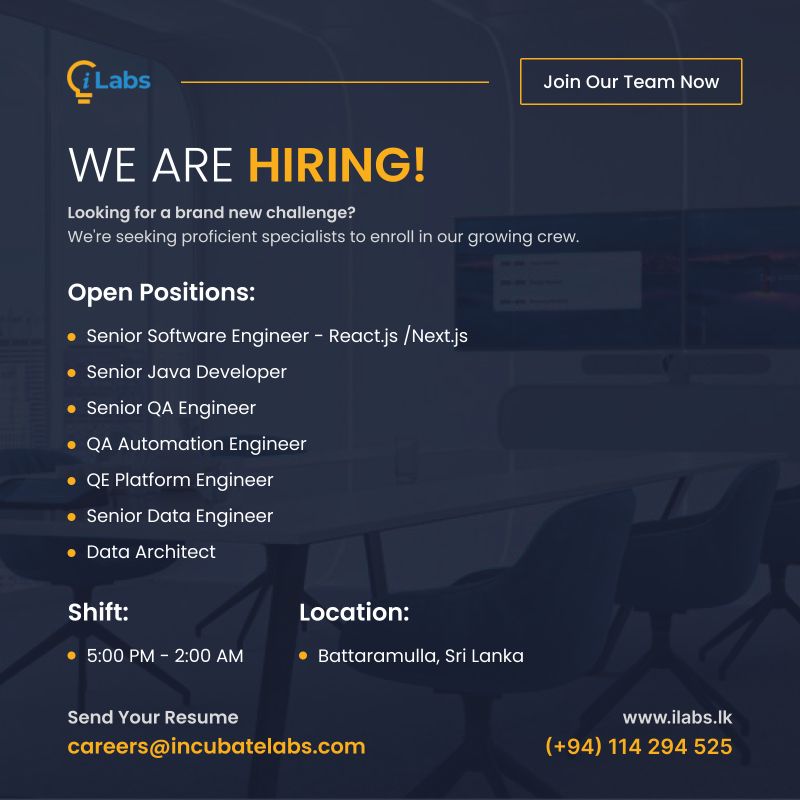 iLabs
Join Our Team Now
WE ARE HIRING!
Looking for a brand new challenge?
We're seeking proficient specialists to enroll in our growing crew.
Open Positions:
Senior Software Engineer - React.js /Next.js
Senior Java Developer
Senior QA Engineer
QA Automation Engineer
QE Platform Engineer
Senior Data Engineer
Data Architect
Shift:
5:00 PM - 2:00 AM
Location:
Battaramulla, Sri Lanka
Send Your Resume
careers@incubatelabs.com
www.ilabs.lk
(+94) 114 294 525